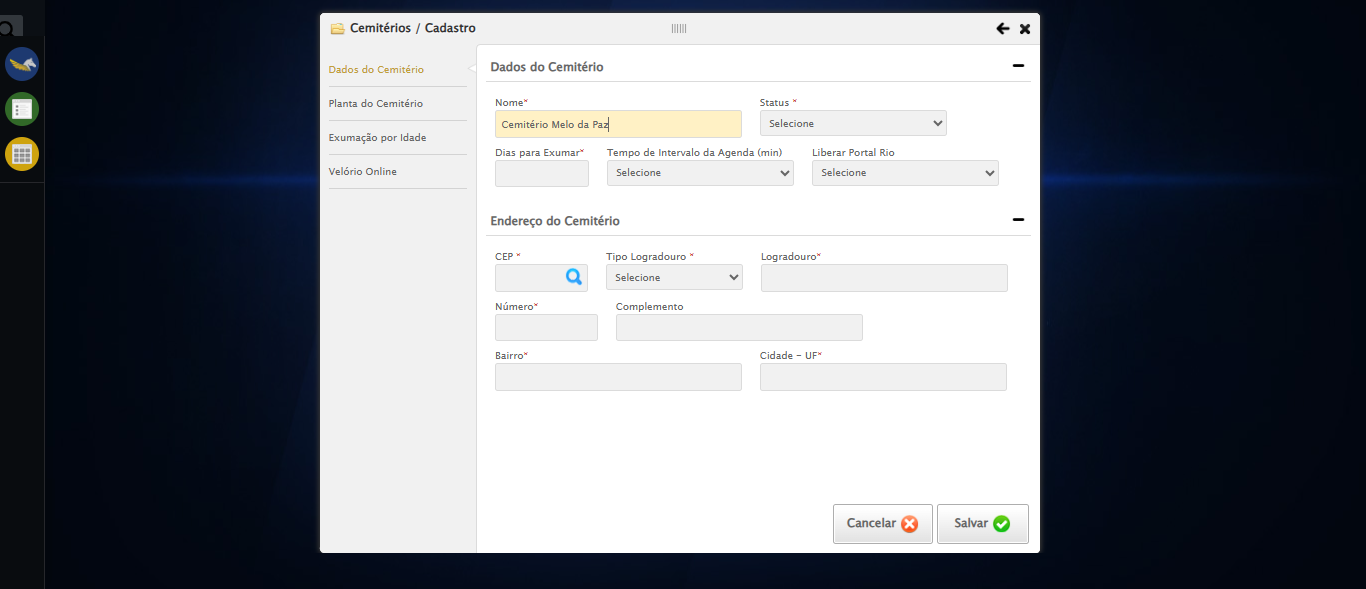 Cemitérios / Cadastro
Dados do Cemitério
Planta do Cemitério
Exumação por Idade
Velório Online
Dados do Cemitério
Nome* Status *
Cemitério Melo da Paz Selecione
Dias para Exumar* Tempo de Intervalo da Agenda (min) Liberar Portal Rio
Selecione Selecione
Endereço do Cemitério
CEP * Tipo Logradouro * Logradouro*
Selecione
Número* Complemento
Bairro* Cidade - UF*
Cancelar Salvar